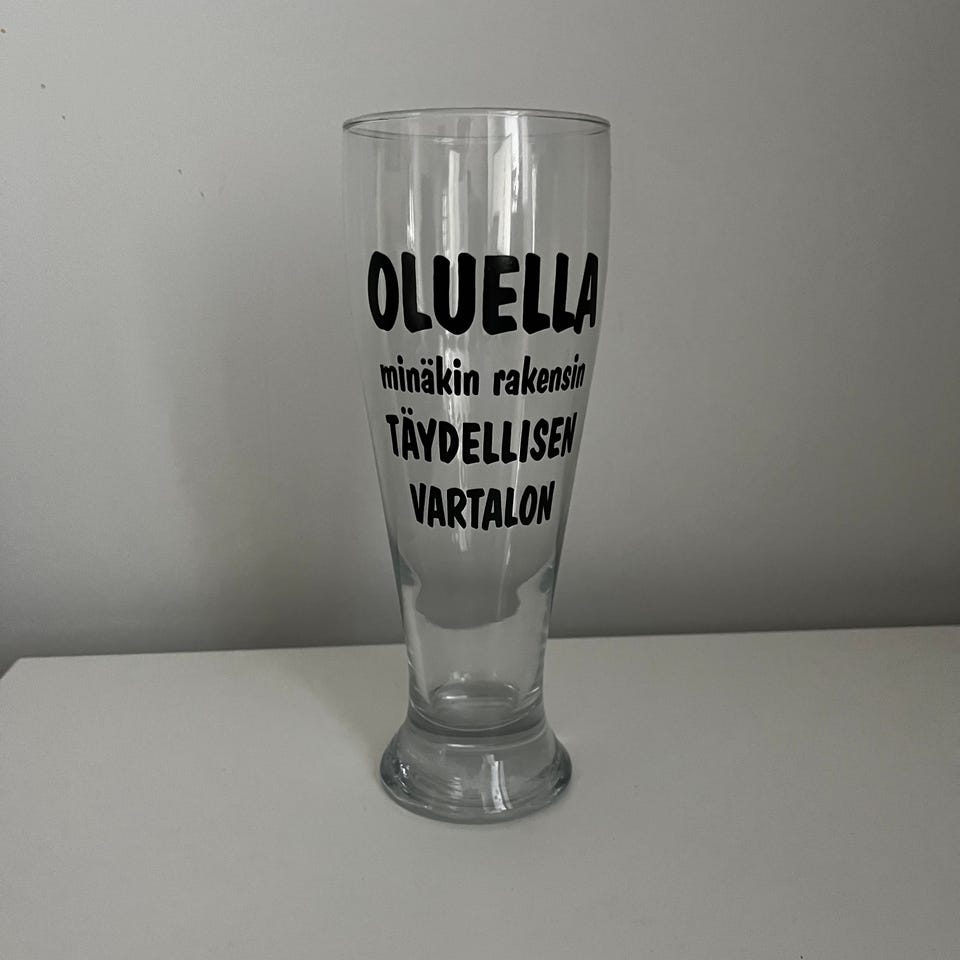 OLUELLA
minäkin rakensin
TÄYDELLISEN
VARTALON